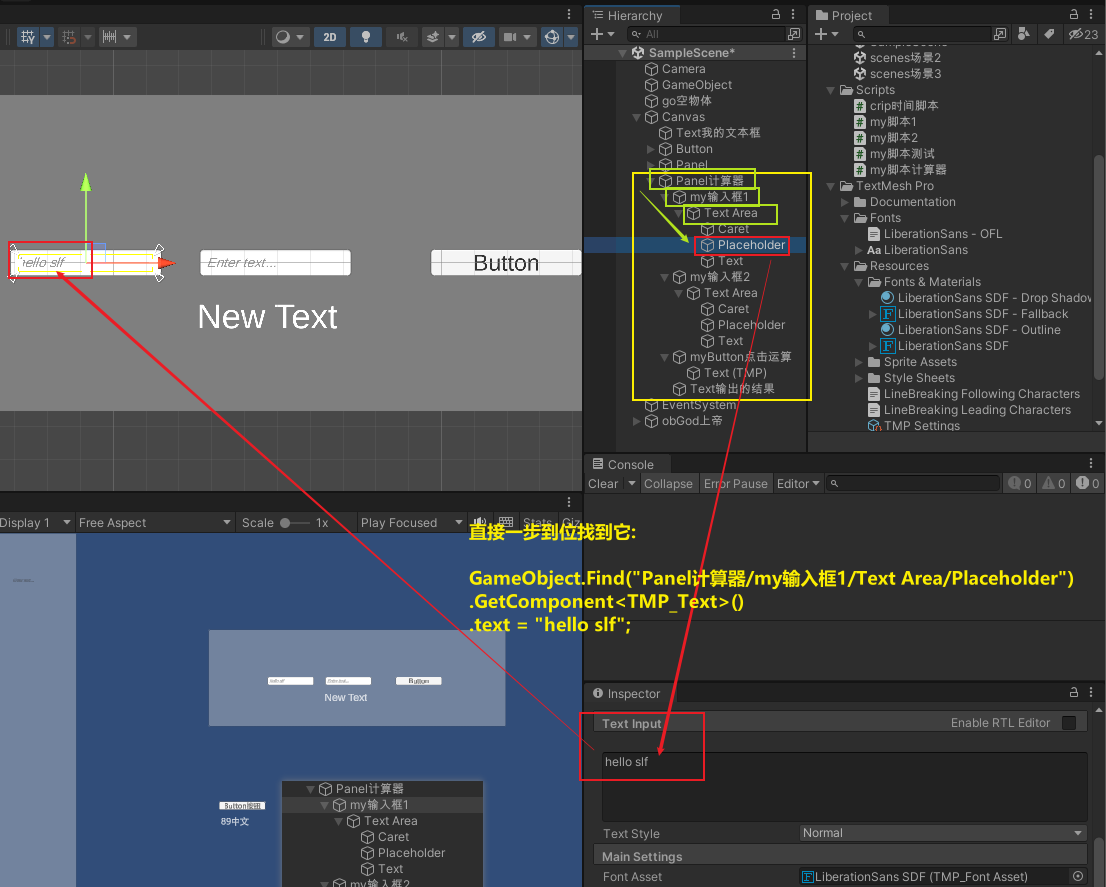 2D
hello slf
Enter text...
Button
New Text
Hierarchy
All
SampleScene*
Camera
GameObject
go空物体
Canvas
Text我的文本框
Button
Panel
Panel计算器
my输入框1
Text Area
Caret
Placeholder
Text
my输入框2
Text Area
Caret
Placeholder
Text
myButton点击运算
Text (TMP)
Text输出的结果
EventSystem
obGod上帝
Project
23
SampleScene
scenes场景2
scenes场景3
Scripts
crip时间脚本
my脚本1
my脚本2
my脚本测试
my脚本计算器
TextMesh Pro
Documentation
Fonts
LiberationSans - OFL
Aa LiberationSans
Resources
Fonts & Materials
LiberationSans SDF - Drop Shadow
LiberationSans SDF - Fallback
LiberationSans SDF - Outline
LiberationSans SDF
Sprite Assets
Style Sheets
LineBreaking Following Characters
LineBreaking Leading Characters
TMP Settings
Console
Clear Collapse Error Pause Editor 0 0 0
Display 1 Free Aspect Scale 1x Play Focused Stats Giz
直接一步到位找到它:
GameObject.Find("Panel计算器/my输入框1/Text Area/Placeholder")
.GetComponent<TMP_Text>()
.text = "hello slf";
Enter text...
hello slf
Enter text...
Button
New Text
Button按钮
89中文
Panel计算器
my输入框1
Text Area
Caret
Placeholder
Text
my输入框2
Inspector
Text Input Enable RTL Editor
hello slf
Text Style Normal
Main Settings
Font Asset LiberationSans SDF (TMP_Font Asset)